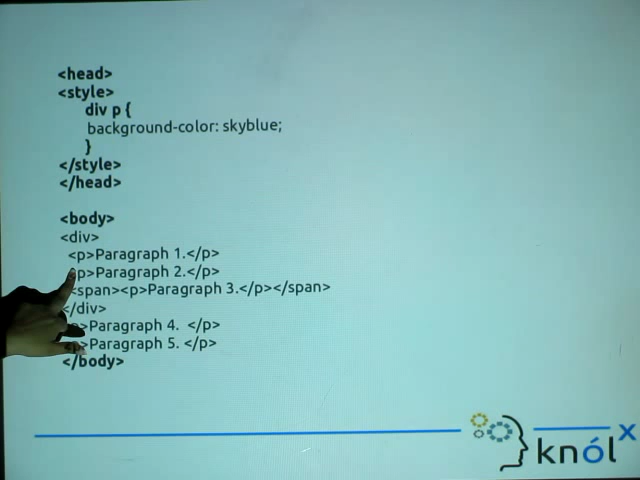 <head>
<style>
div p {
background-color: skyblue;
}
</style>
</head>
<body>
<div>
<p>Paragraph 1.</p>
p>Paragraph 2.</p>
<span><p>Paragraph 3.</p></span>
</div>
p>Paragraph 4. </p>
<p>Paragraph 5. </p>
</body>
knólx